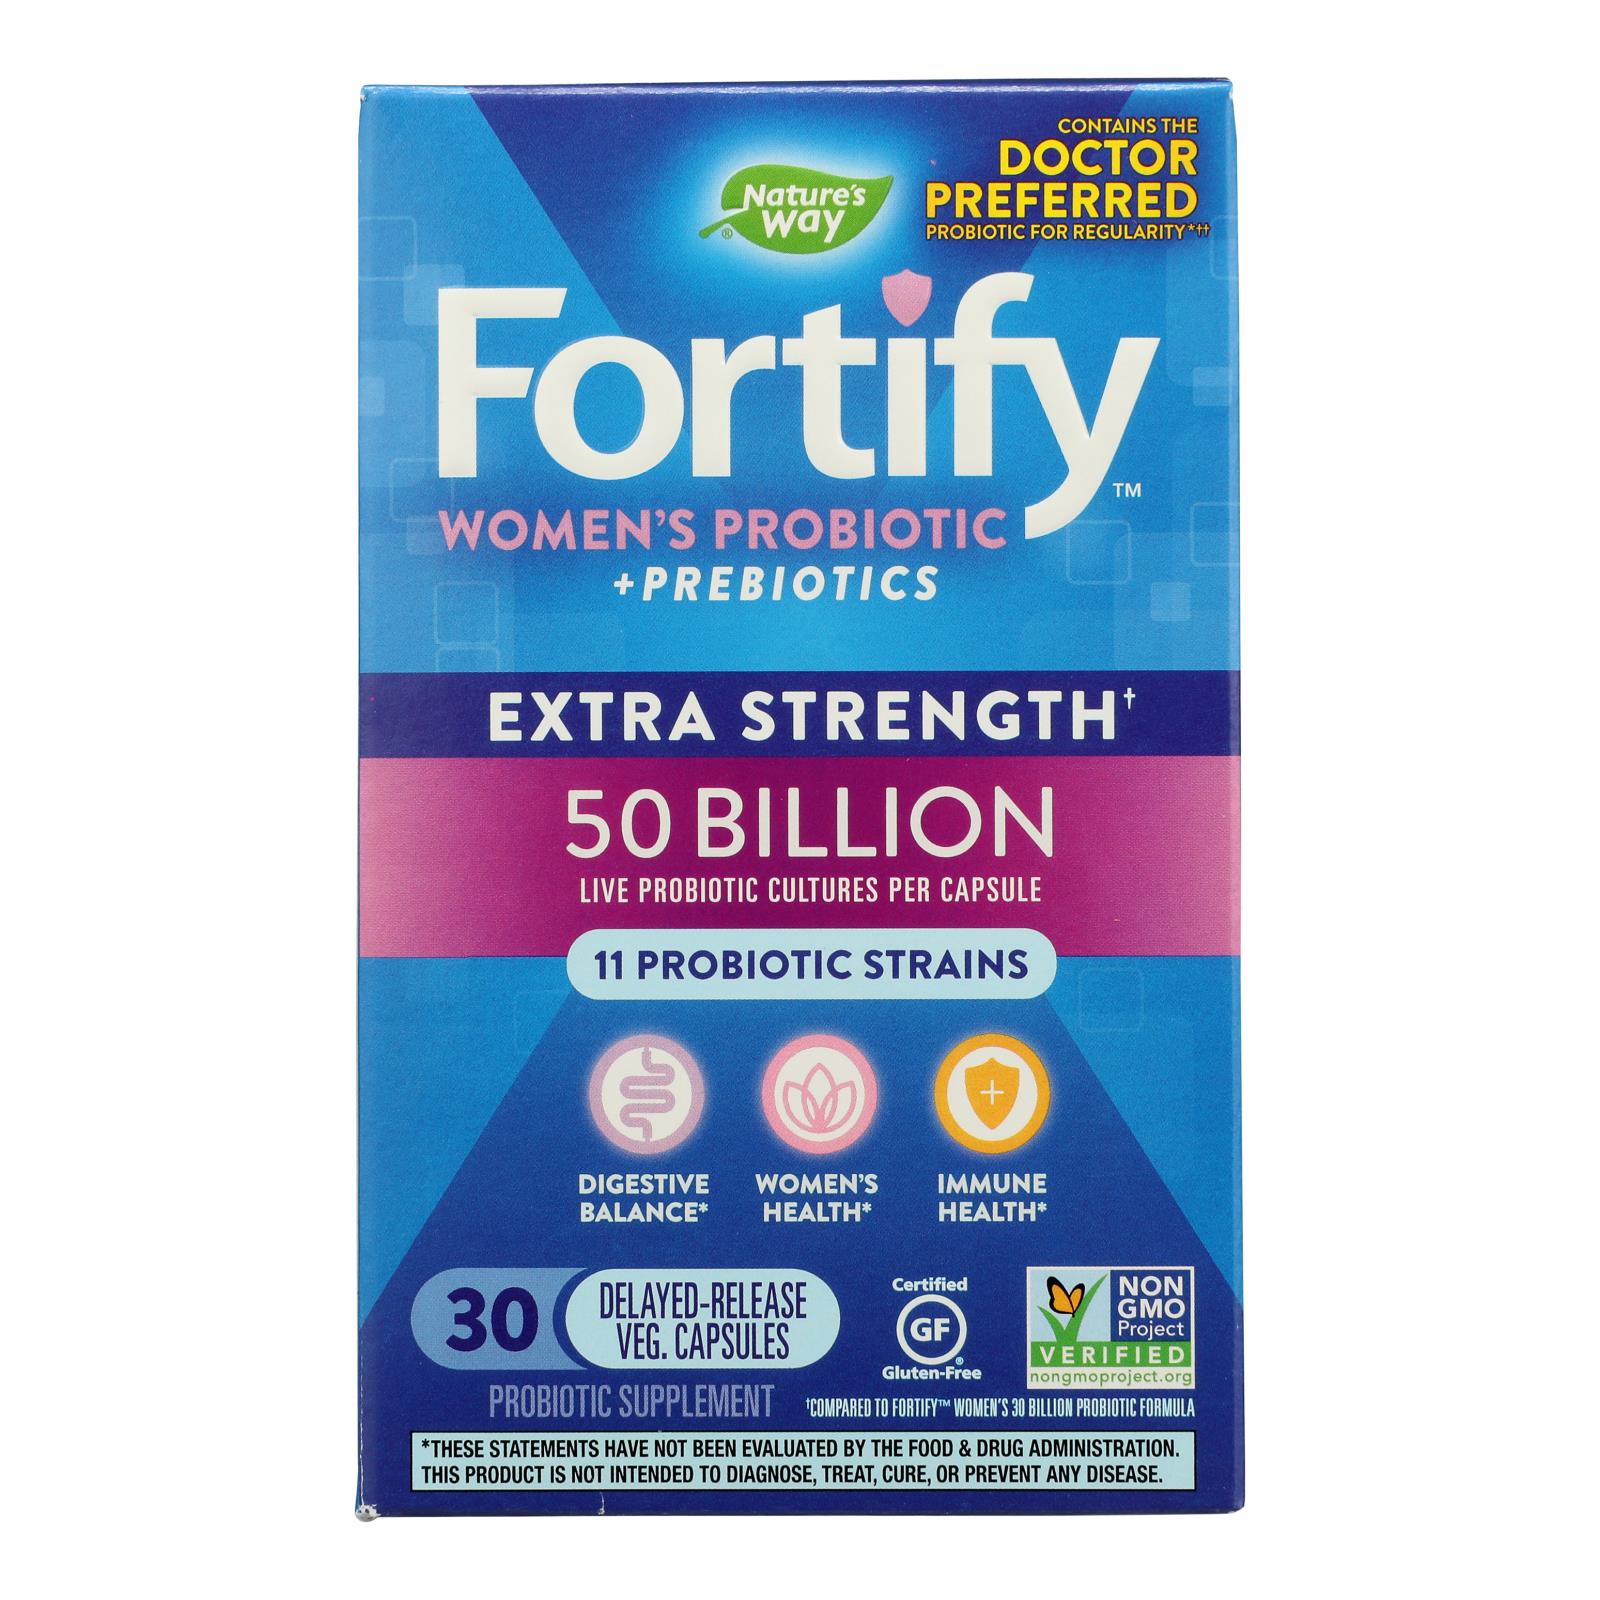 CONTAINS THE
DOCTOR
PREFERRED
PROBIOTIC FOR REGULARITY*††
Nature's
Way®
Fortify™
WOMEN'S PROBIOTIC
+PREBIOTICS
EXTRA STRENGTH†
50 BILLION
LIVE PROBIOTIC CULTURES PER CAPSULE
11 PROBIOTIC STRAINS
DIGESTIVE
BALANCE*
WOMEN'S
HEALTH*
IMMUNE
HEALTH*
30
DELAYED-RELEASE
VEG. CAPSULES
PROBIOTIC SUPPLEMENT
Certified
GF®
Gluten-Free
NON
GMO
Project
VERIFIED
nongmoproject.org
†COMPARED TO FORTIFY™ WOMEN'S 30 BILLION PROBIOTIC FORMULA
*THESE STATEMENTS HAVE NOT BEEN EVALUATED BY THE FOOD & DRUG ADMINISTRATION.
THIS PRODUCT IS NOT INTENDED TO DIAGNOSE, TREAT, CURE, OR PREVENT ANY DISEASE.